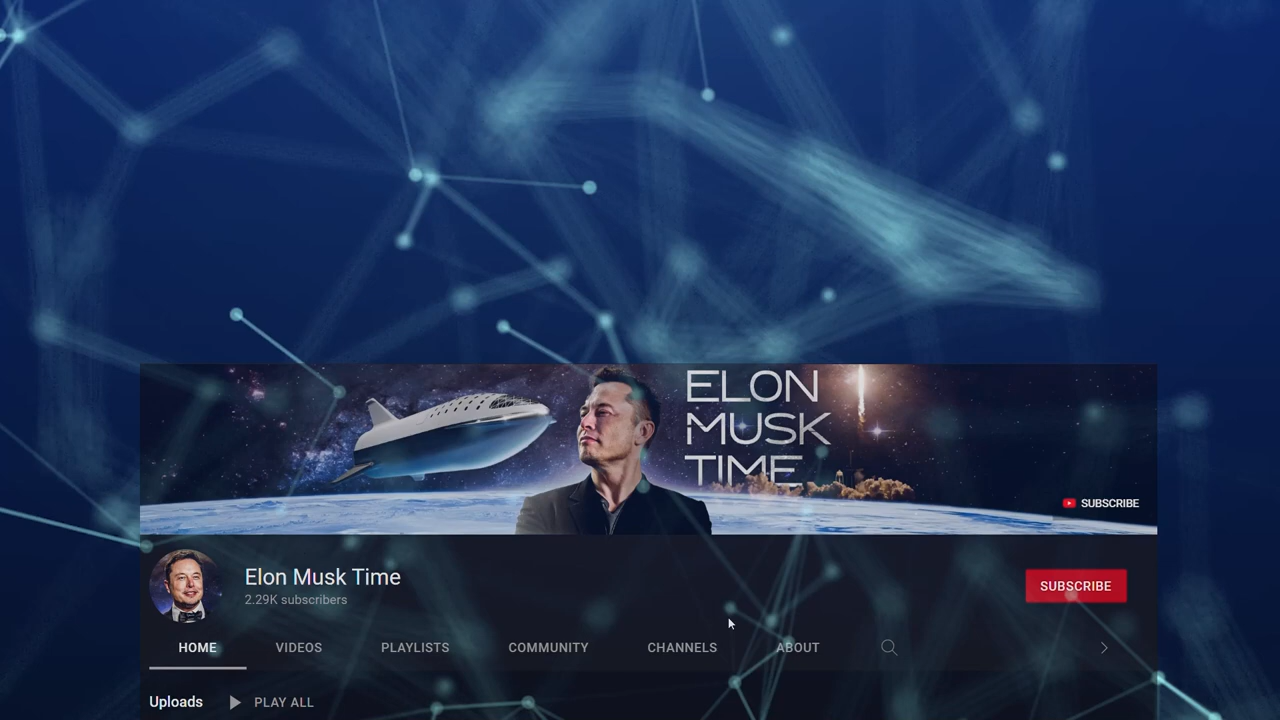 ELON
MUSK
TIME
SUBSCRIBE
Elon Musk Time
2.29K subscribers
SUBSCRIBE
HOME VIDEOS PLAYLISTS COMMUNITY CHANNELS ABOUT
Uploads PLAY ALL